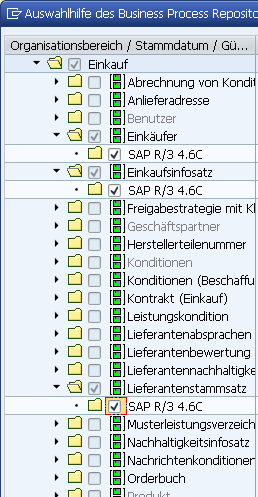 Auswahlhilfe des Business Process Reposito
Organisationsbereich / Stammdatum / Gü...
Einkauf
Abrechnung von Kondit
Anlieferadresse
Benutzer
Einkäufer
SAP R/3 4.6C
Einkaufsinfosatz
SAP R/3 4.6C
Freigabestrategie mit Kl
Geschäftspartner
Herstellerteilenummer
Konditionen
Konditionen (Beschaffu
Kontrakt (Einkauf)
Leistungskondition
Lieferantenabsprachen
Lieferantenbewertung
Lieferantennachhaltigke
Lieferantenstammsatz
SAP R/3 4.6C
Musterleistungsverzeich
Nachhaltigkeitsinfosatz
Nachrichtenkonditionen
Orderbuch
Produkt